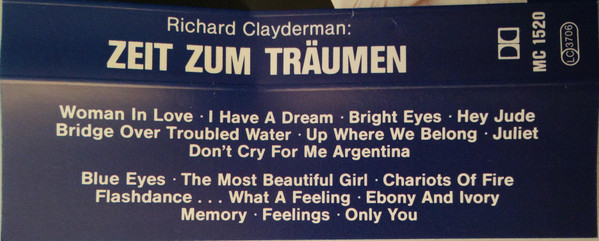 Richard Clayderman:
ZEIT ZUM TRÄUMEN
MC 1520
LC 3706
Woman In Love · I Have A Dream · Bright Eyes · Hey Jude
Bridge Over Troubled Water · Up Where We Belong · Juliet
Don't Cry For Me Argentina
Blue Eyes · The Most Beautiful Girl · Chariots Of Fire
Flashdance . . . What A Feeling · Ebony And Ivory
Memory · Feelings · Only You